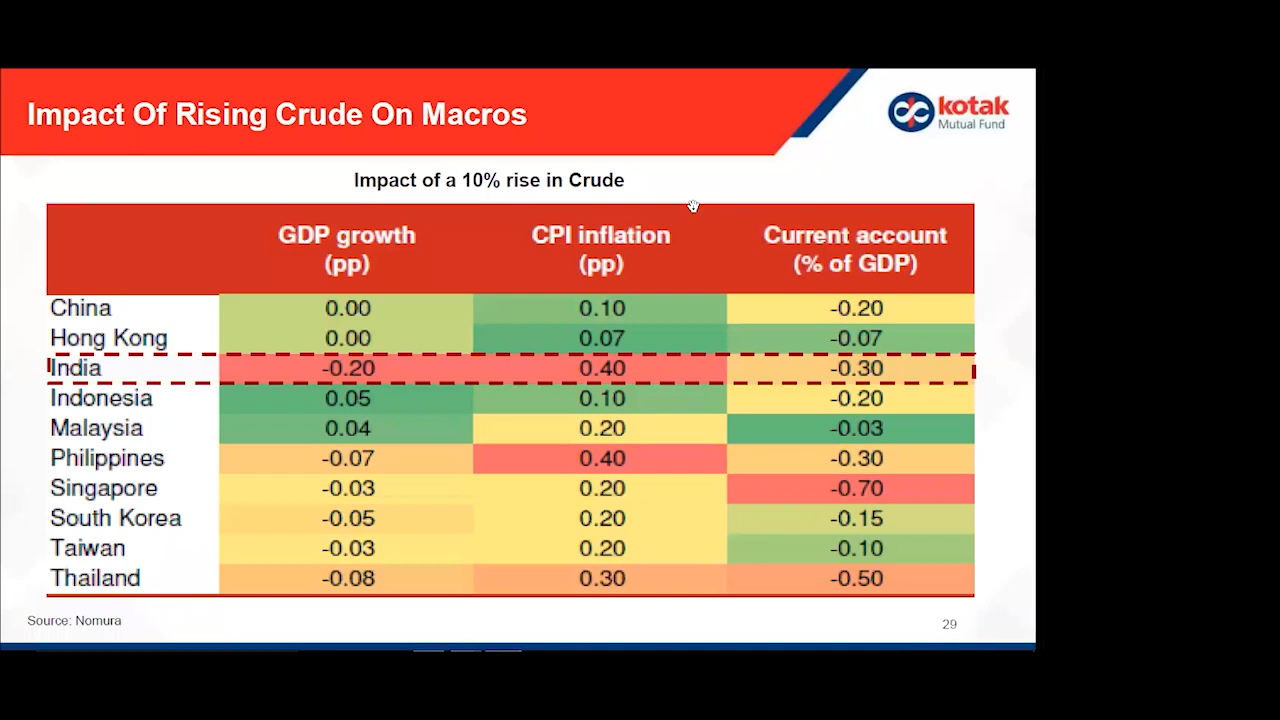 Impact Of Rising Crude On Macros
kotak
Mutual Fund
Impact of a 10% rise in Crude
GDP growth (pp) CPI inflation (pp) Current account (% of GDP)
China 0.00 0.10 -0.20
Hong Kong 0.00 0.07 -0.07
India -0.20 0.40 -0.30
Indonesia 0.05 0.10 -0.20
Malaysia 0.04 0.20 -0.03
Philippines -0.07 0.40 -0.30
Singapore -0.03 0.20 -0.70
South Korea -0.05 0.20 -0.15
Taiwan -0.03 0.20 -0.10
Thailand -0.08 0.30 -0.50
Source: Nomura
29